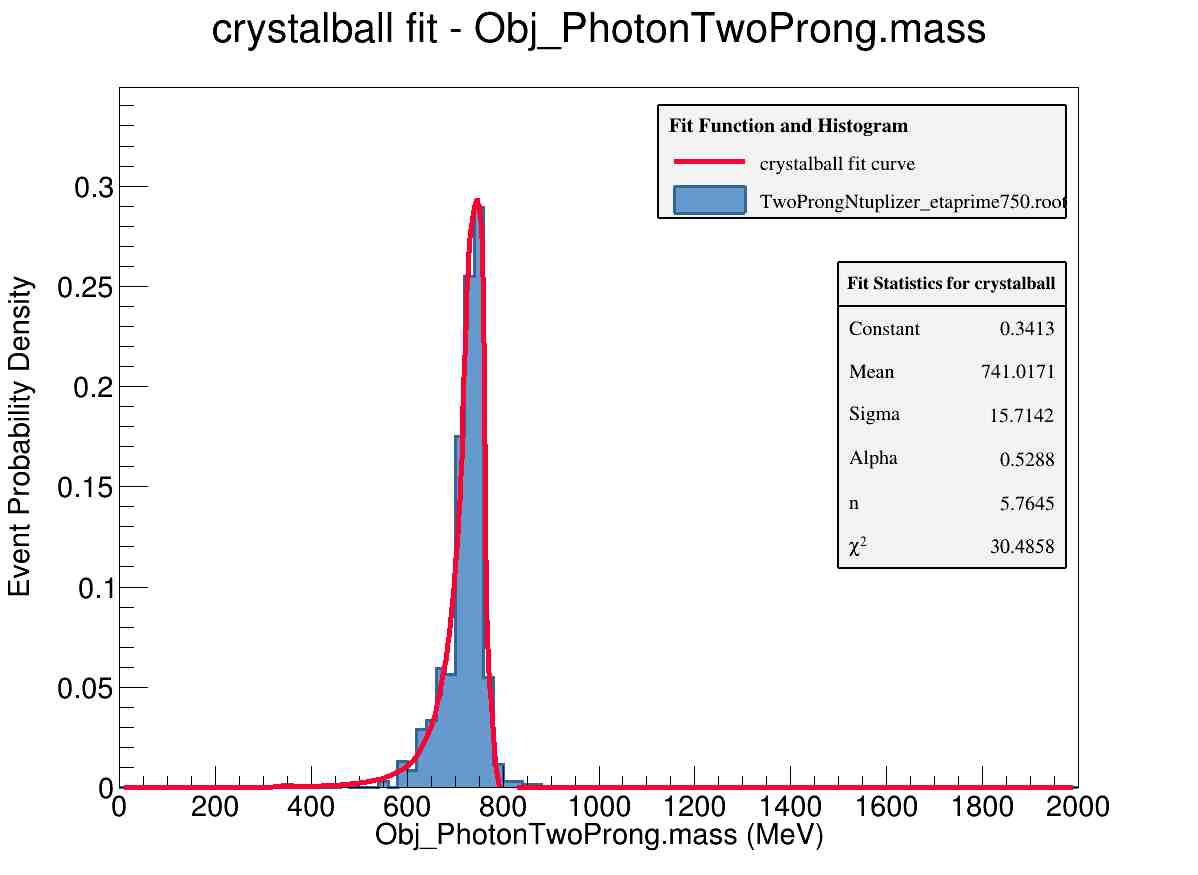 crystalball fit - Obj_PhotonTwoProng.mass
Fit Function and Histogram
crystalball fit curve
TwoProngNtuplizer_etaprime750.root
Fit Statistics for crystalball
Constant 0.3413
Mean 741.0171
Sigma 15.7142
Alpha 0.5288
n 5.7645
χ² 30.4858
Event Probability Density
0.3
0.25
0.2
0.15
0.1
0.05
0
0 200 400 600 800 1000 1200 1400 1600 1800 2000
Obj_PhotonTwoProng.mass (MeV)